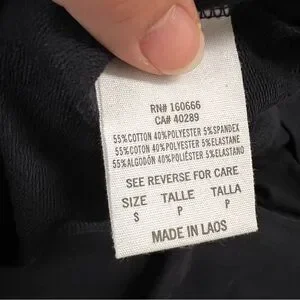 RN# 160666
CA# 40289
55%COTTON 40%POLYESTER 5%SPANDEX
55%COTON 40%POLYESTER 5%ELASTANE
55%ALGODÓN 40%POLIÉSTER 5%ELASTANO
SEE REVERSE FOR CARE
SIZE TALLE TALLA
S P P
MADE IN LAOS